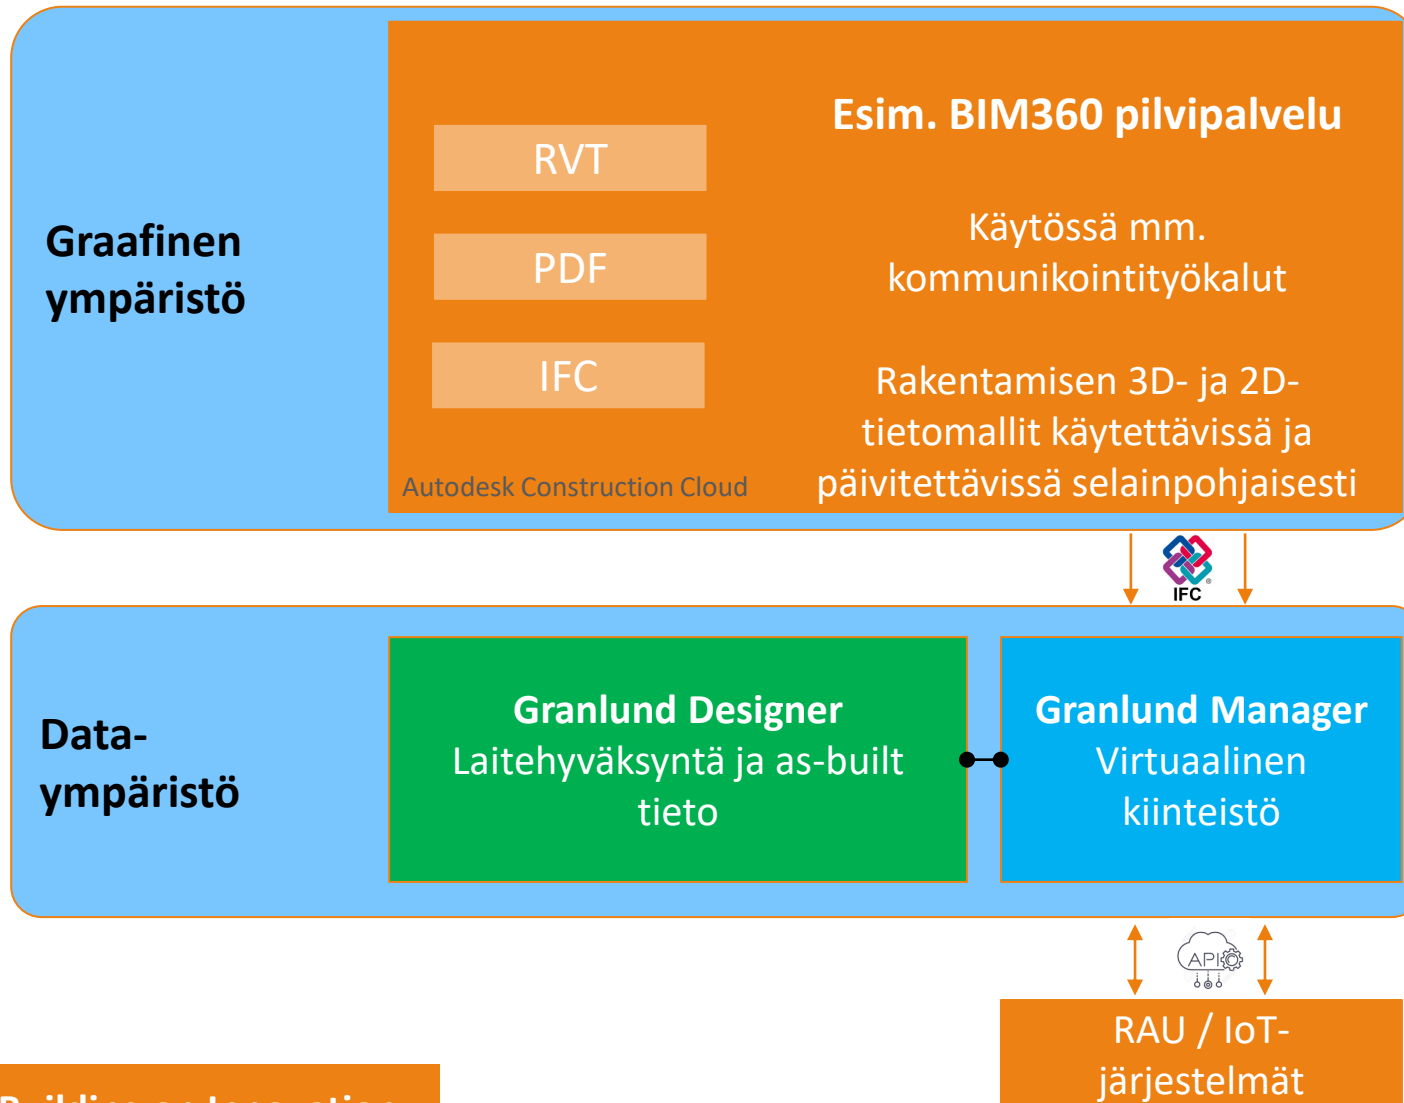 Graafinen
ympäristö
RVT
PDF
IFC
Autodesk Construction Cloud
Esim. BIM360 pilvipalvelu
Käytössä mm.
kommunikointityökalut
Rakentamisen 3D- ja 2D-
tietomallit käytettävissä ja
päivitettävissä selainpohjaisesti
IFC
Data-
ympäristö
Granlund Designer
Laitehyväksyntä ja as-built
tieto
Granlund Manager
Virtuaalinen
kiinteistö
API
RAU / IoT-
järjestelmät